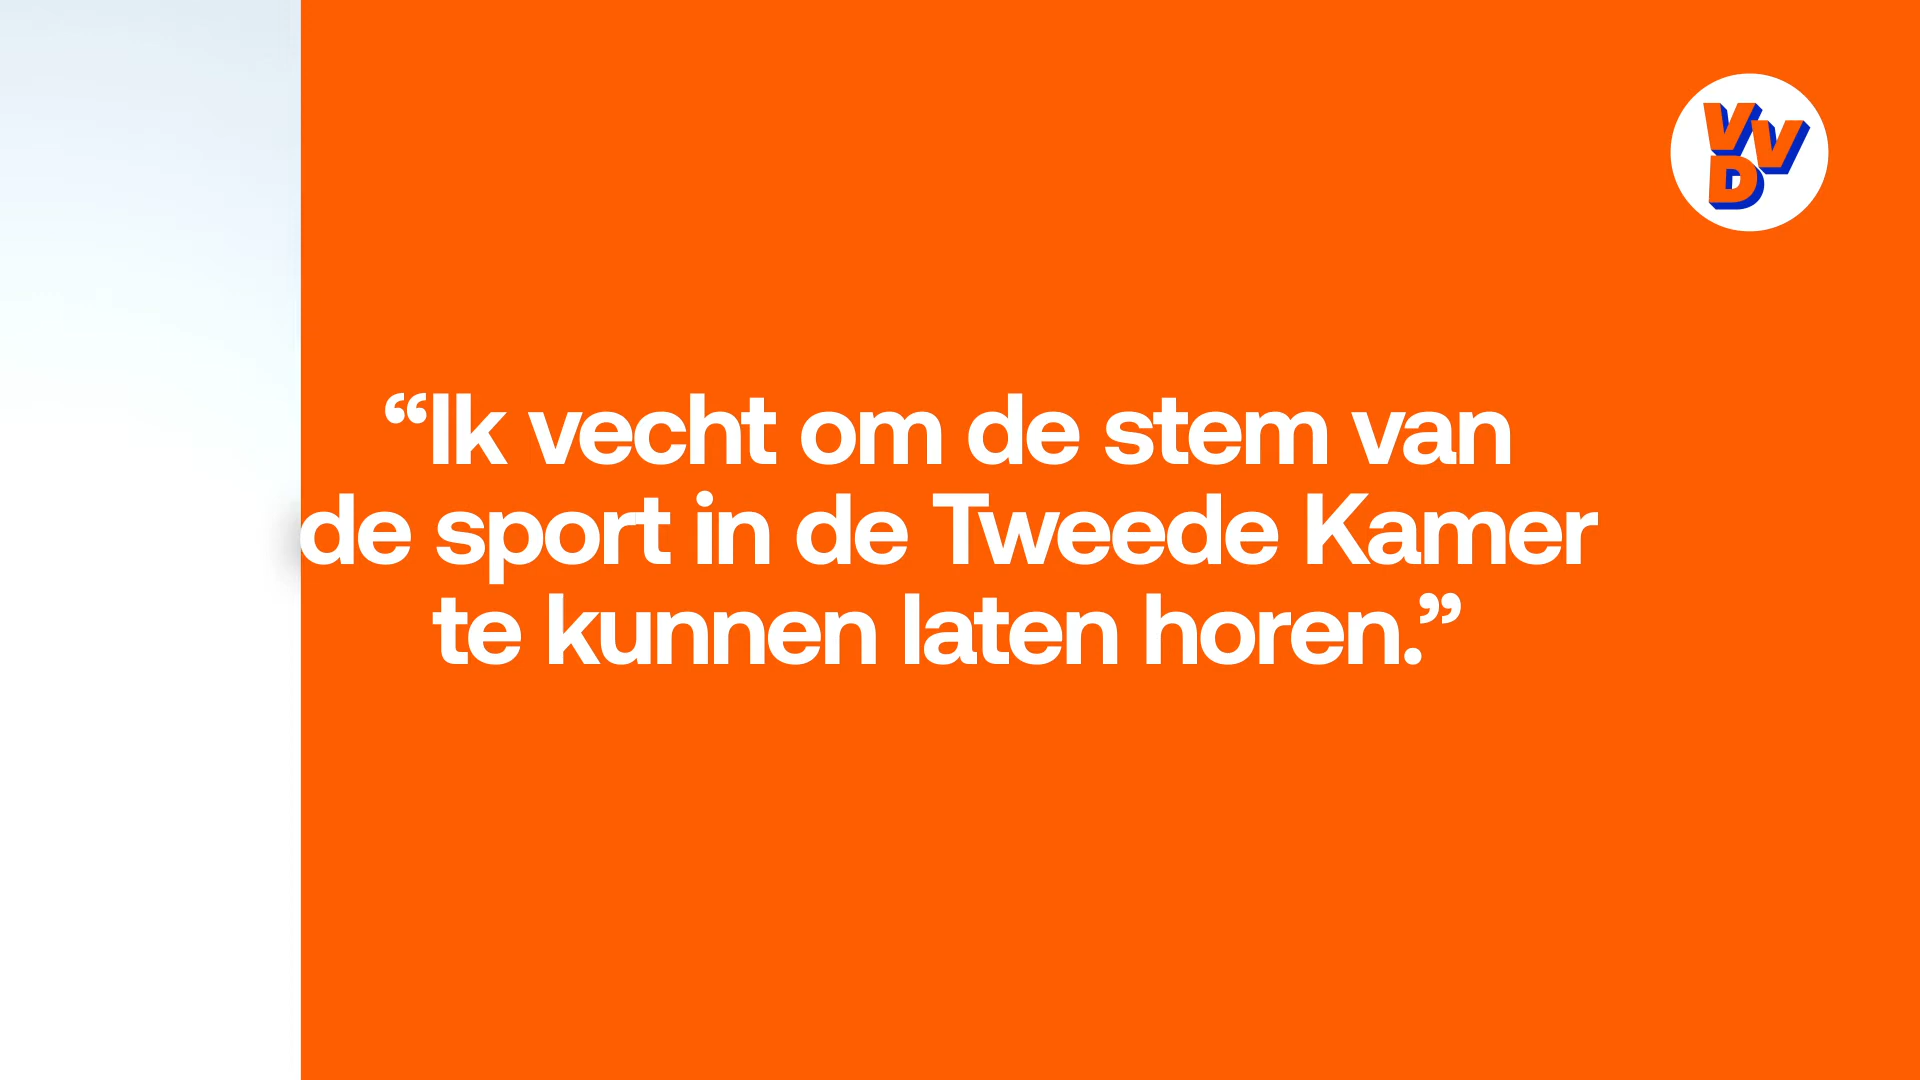 VVD
“Ik vecht om de stem van
de sport in de Tweede Kamer
te kunnen laten horen.”